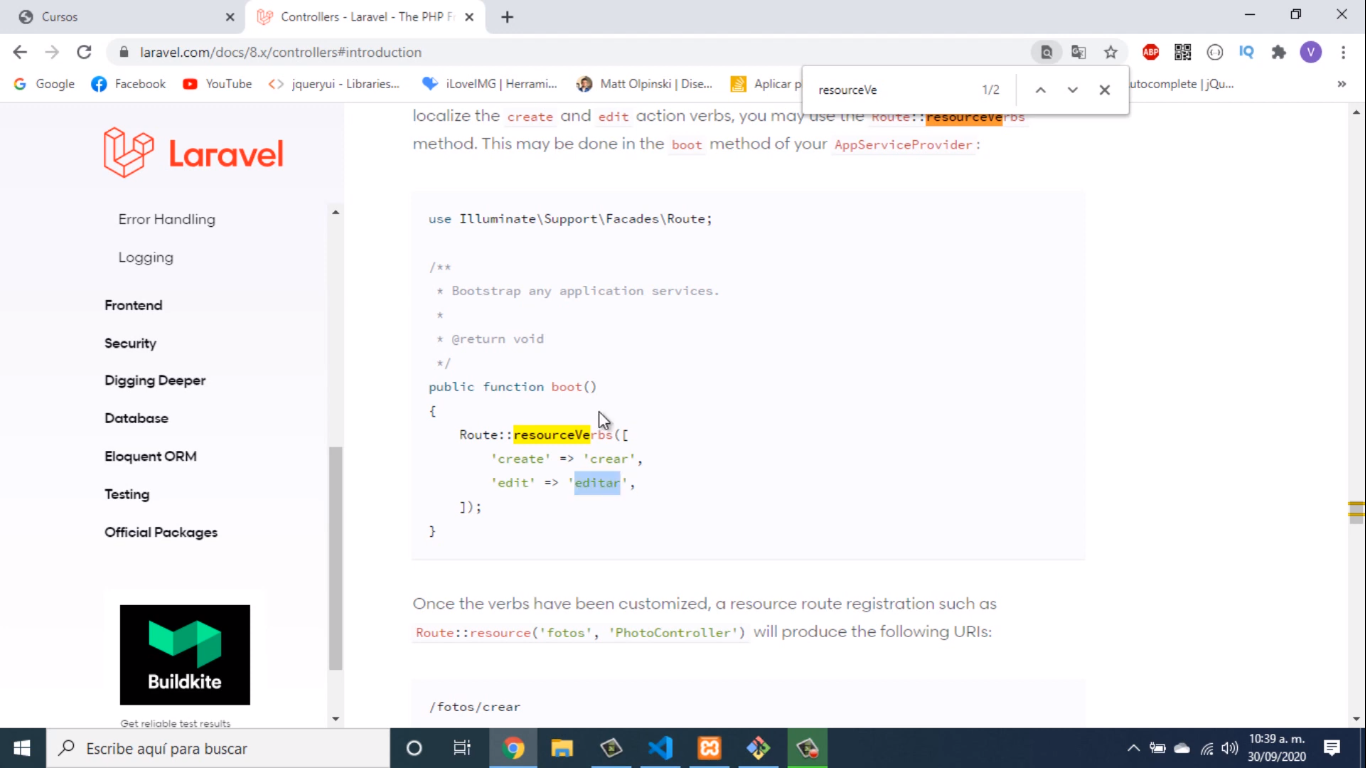 Cursos
Controllers - Laravel - The PHP Fr
laravel.com/docs/8.x/controllers#introduction
ABP
IQ
V
Google
Facebook
YouTube
jqueryui - Libraries...
iLoveIMG | Herrami...
Matt Olpinski | Dise...
Aplicar p
resourceVe
1/2
utocomplete | jQu...
»
Laravel
Error Handling
Logging
Frontend
Security
Digging Deeper
Database
Eloquent ORM
Testing
Official Packages
Buildkite
Get reliable test results
localize the create and edit action verbs, you may use the Route::resourceVerbs
method. This may be done in the boot method of your AppServiceProvider:
use Illuminate\Support\Facades\Route;
/**
* Bootstrap any application services.
*
* @return void
*/
public function boot()
{
Route::resourceVerbs([
'create' => 'crear',
'edit' => 'editar',
]);
}
Once the verbs have been customized, a resource route registration such as
Route::resource('fotos', 'PhotoController') will produce the following URIs:
/fotos/crear
Escribe aquí para buscar
10:39 a. m.
30/09/2020